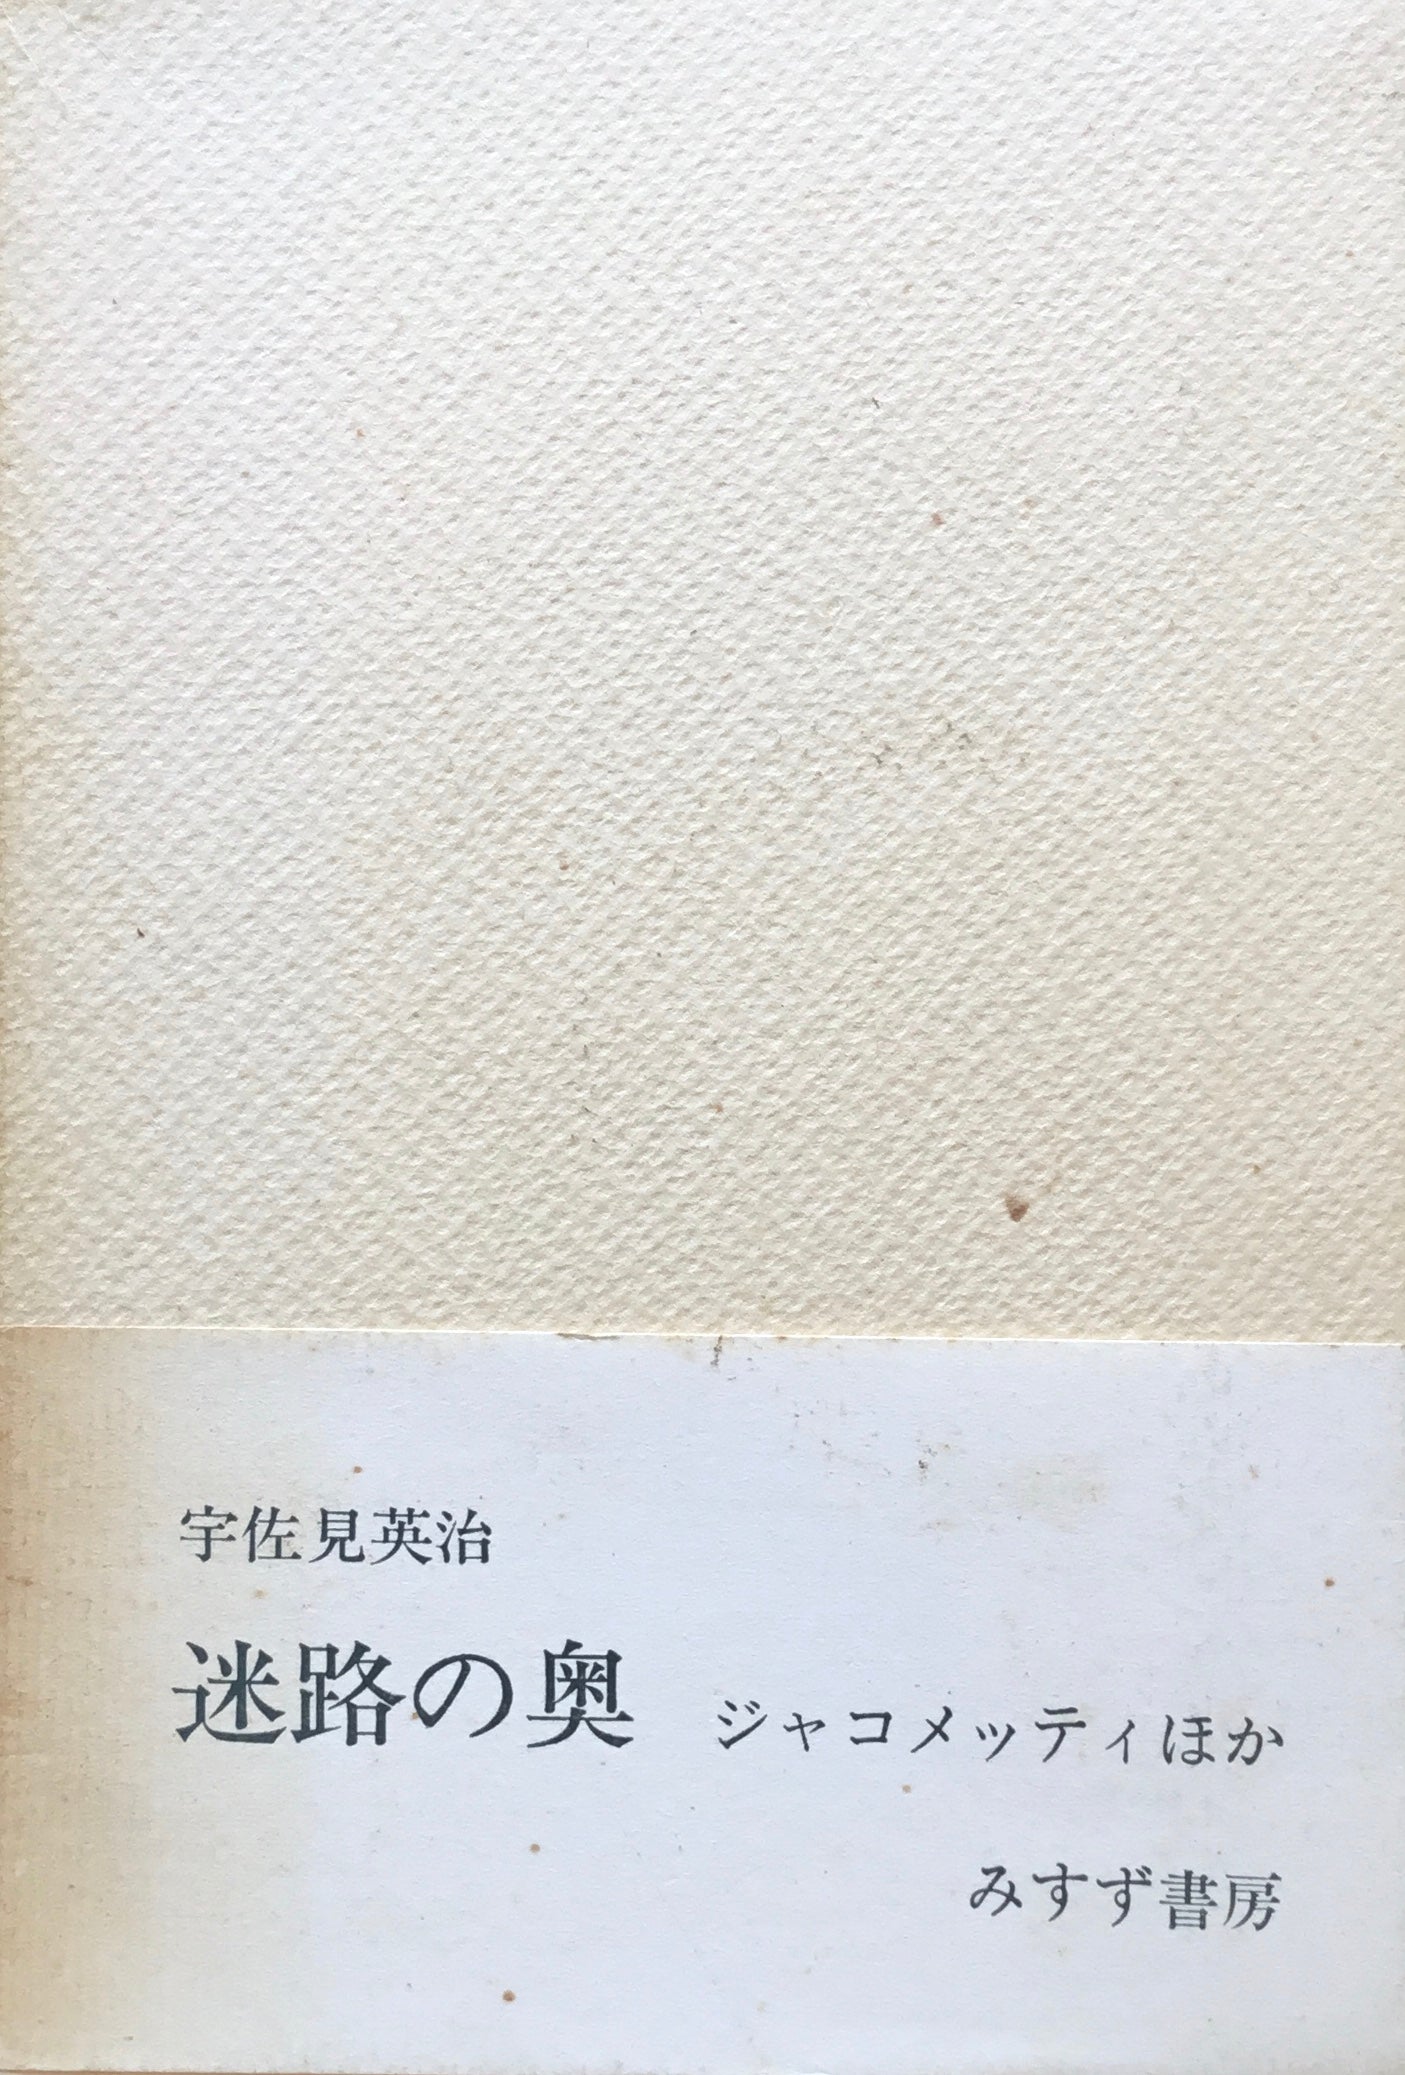 宇佐見英治
迷路の奥 ジャコメッティほか
みすず書房